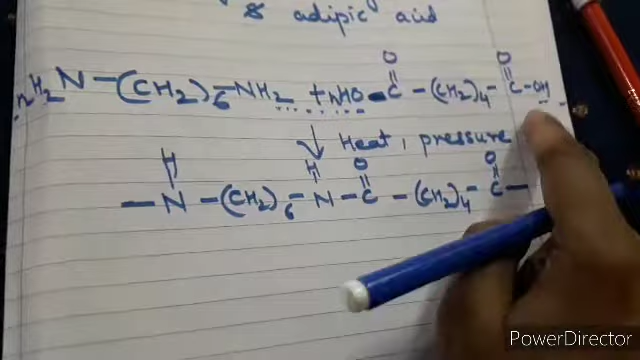 & adipic acid
O O
nH2N-(CH2)6-NH2 + nHO-C-(CH2)4-C-OH
Heat, pressure
H H O O
-N-(CH2)6-N-C-(CH2)4-C-
PowerDirector